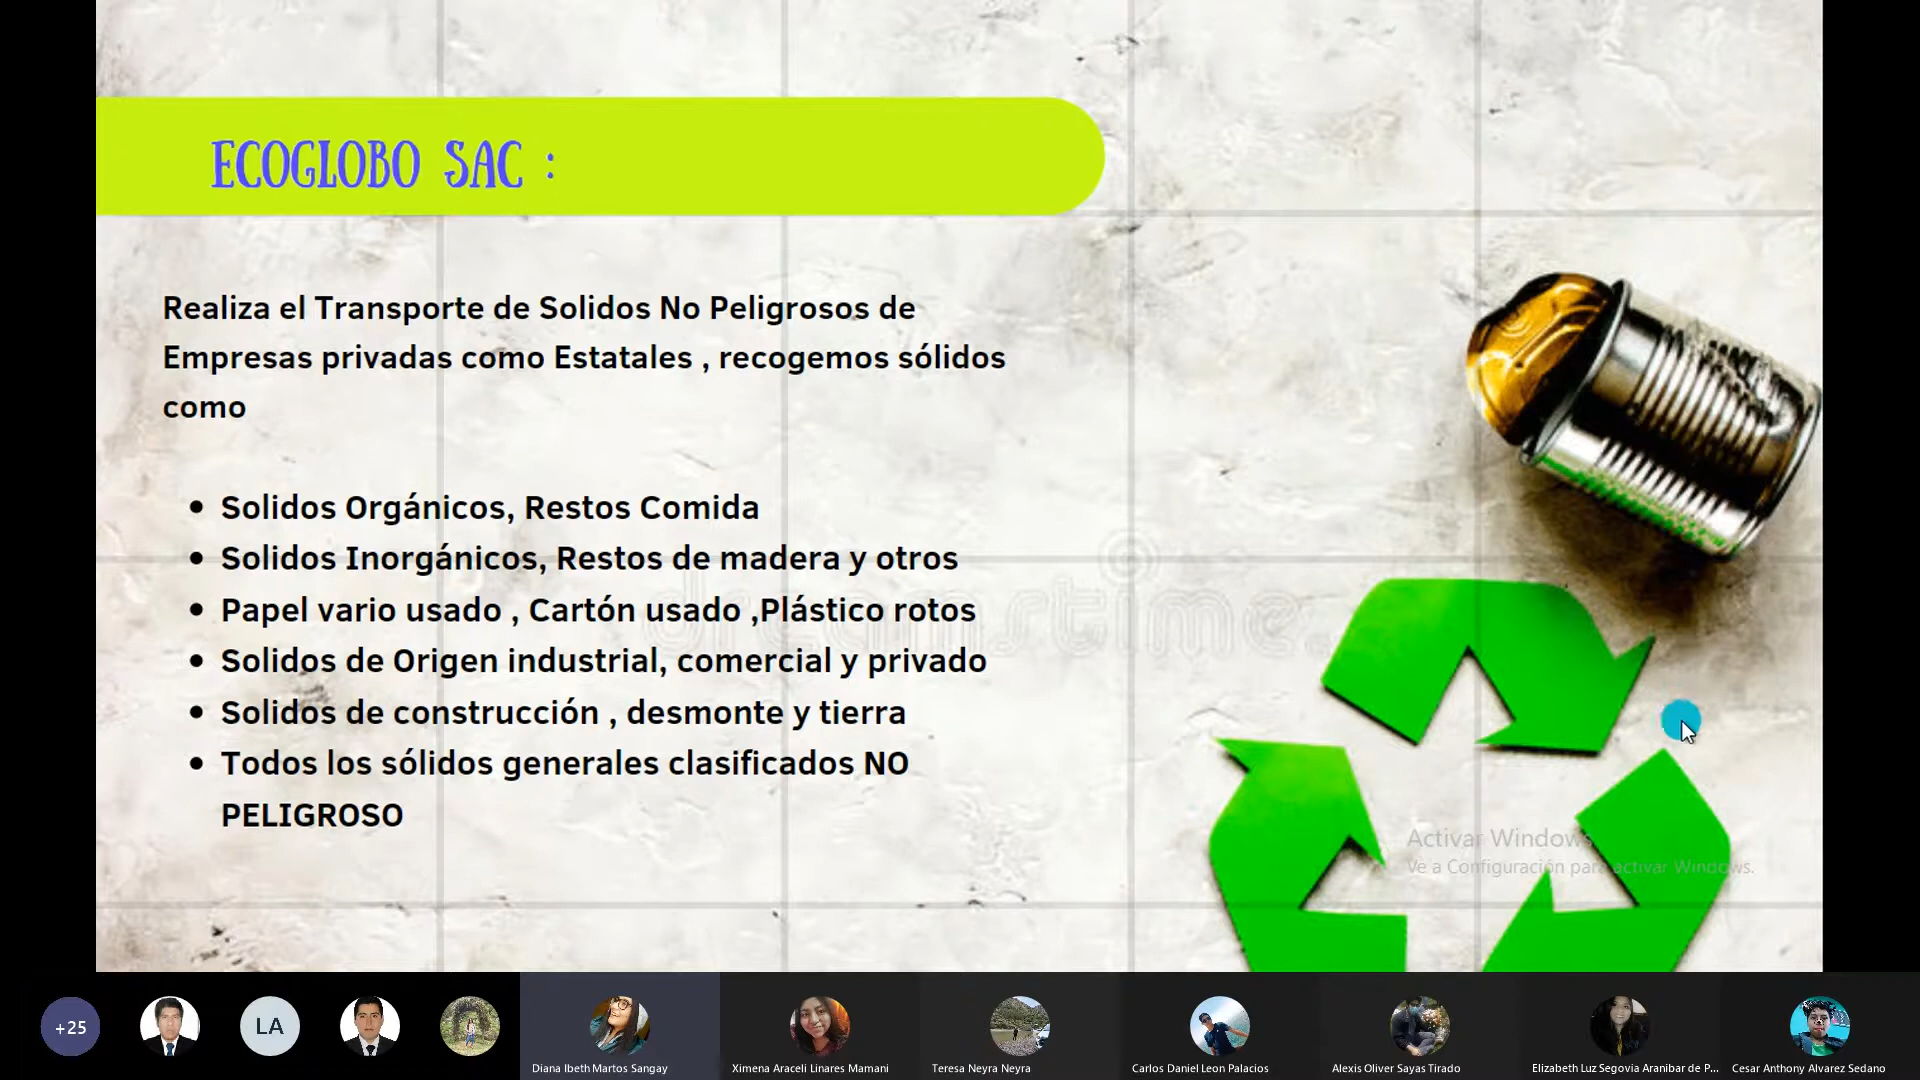 ECOGLOBO SAC :
Realiza el Transporte de Solidos No Peligrosos de
Empresas privadas como Estatales , recogemos sólidos
como
• Solidos Orgánicos, Restos Comida
• Solidos Inorgánicos, Restos de madera y otros
• Papel vario usado , Cartón usado ,Plástico rotos
• Solidos de Origen industrial, comercial y privado
• Solidos de construcción , desmonte y tierra
• Todos los sólidos generales clasificados NO
PELIGROSO
dreamstime.
Activar Windows
Ve a Configuración para activar Windows.
+25
LA
Diana Ibeth Martos Sangay
Ximena Araceli Linares Mamani
Teresa Neyra Neyra
Carlos Daniel Leon Palacios
Alexis Oliver Sayas Tirado
Elizabeth Luz Segovia Aranibar de P...
Cesar Anthony Alvarez Sedano